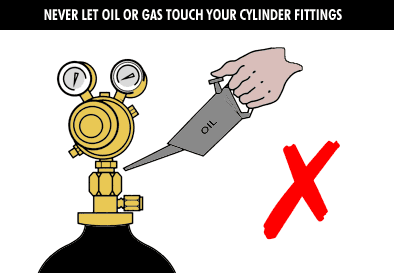 NEVER LET OIL OR GAS TOUCH YOUR CYLINDER FITTINGS
OIL